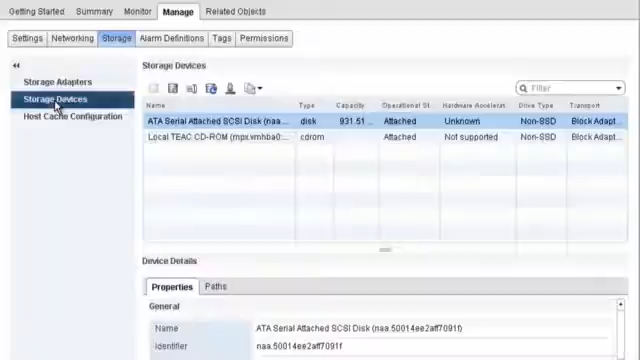 Getting Started Summary Monitor Manage Related Objects
Settings Networking Storage Alarm Definitions Tags Permissions
Storage Adapters
Storage Devices
Host Cache Configuration
Storage Devices
Filter
Name Type Capacity Operational St Hardware Accelerat. Drive Type Transport
ATA Serial Attached SCSI Disk (naa.... disk 931.51 ... Attached Unknown Non-SSD Block Adapt...
Local TEAC CD-ROM (mpx.vmhba0:... cdrom Attached Not supported Non-SSD Block Adapt...
Device Details
Properties Paths
General
Name ATA Serial Attached SCSI Disk (naa.50014ee2aff7091f)
Identifier naa.50014ee2aff7091f